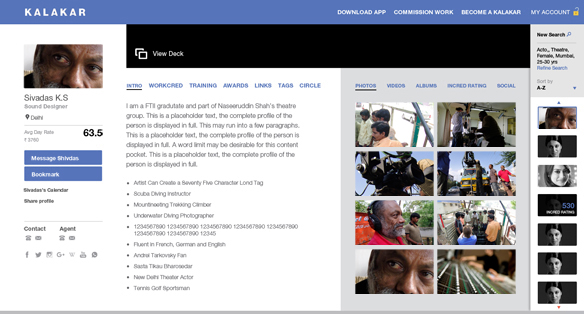 KALAKAR
DOWNLOAD APP COMMISSION WORK BECOME A KALAKAR MY ACCOUNT
View Deck
New Search
Acto,, Theatre,
Female, Mumbai,
25-30 yrs
Refine Search
Sort by
A-Z
530
INCRED RATING
Sivadas K.S
Sound Designer
Delhi
Avg Day Rate
₹ 3760
63.5
Message Shivdas
Bookmark
Sivadas's Calendar
Share profile
Contact Agent
INTRO WORKCRED TRAINING AWARDS LINKS TAGS CIRCLE
I am a FTII gradutate and part of Naseeruddin Shah's theatre
group. This is a placeholder text, the complete profile of the
person is displayed in full. This may run into a few paragraphs.
This is a placeholder text, the complete profile of the person is
displayed in full. A word limit may be desirable for this content
pocket. This is a placeholder text, the complete profile of the
person is displayed in full.
• Artist Can Create a Seventy Five Character Lond Tag
• Scuba Diving Instructor
• Mountineating Trekking Climber
• Underwater Diving Photographer
• 1234567890 1234567890 1234567890 1234567890 1234567890
1234567890 1234567890 12345
• Fluent in French, German and English
• Andrei Tarkovsky Fan
• Sasta Tikau Bharosedar
• New Delhi Theater Actor
• Tennis Golf Sportsman
PHOTOS VIDEOS ALBUMS INCRED RATING SOCIAL